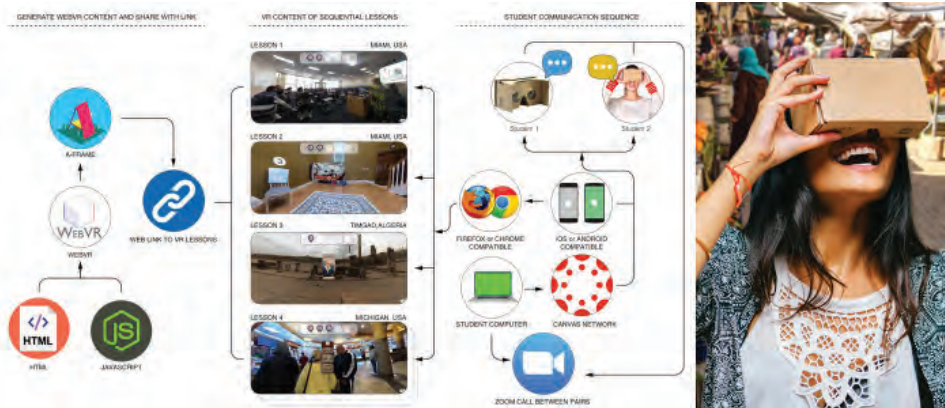 GENERATE WEBVR CONTENT AND SHARE WITH LINK
A-FRAME
WEBVR
WEBVR
</>
HTML
HTML
JS
JAVASCRIPT
WEB LINK TO VR LESSONS
VR CONTENT OF SEQUENTIAL LESSONS
LESSON 1 MIAMI, USA
LESSON 2 MIAMI, USA
LESSON 3 TIMGAD, ALGERIA
LESSON 4 MICHIGAN, USA
STUDENT COMMUNICATION SEQUENCE
Student 1 Student 2
FIREFOX or CHROME
COMPATIBLE
iOS or ANDROID
COMPATIBLE
STUDENT COMPUTER
CANVAS NETWORK
ZOOM CALL BETWEEN PAIRS